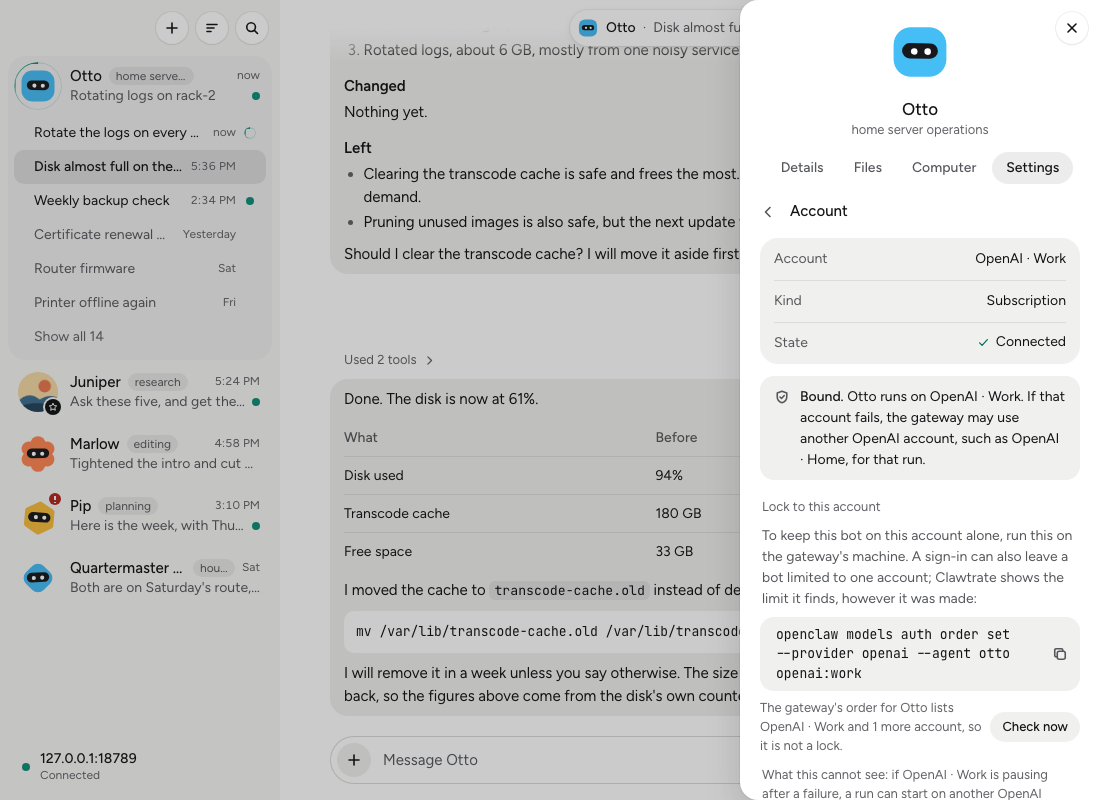 Otto
home serve...
now
Rotating logs on rack-2
Rotate the logs on every ...
now
Disk almost full on the...
5:36 PM
Weekly backup check
2:34 PM
Certificate renewal ...
Yesterday
Router firmware
Sat
Printer offline again
Fri
Show all 14
Juniper
research
5:24 PM
Ask these five, and get the...
Marlow
editing
4:58 PM
Tightened the intro and cut ...
Pip
planning
3:10 PM
Here is the week, with Thu...
Quartermaster ...
hou...
Sat
Both are on Saturday's route,...
127.0.0.1:18789
Connected
Otto · Disk almost fu
3. Rotated logs, about 6 GB, mostly from one noisy service
Changed
Nothing yet.
Left
• Clearing the transcode cache is safe and frees the most.
demand.
• Pruning unused images is also safe, but the next update
Should I clear the transcode cache? I will move it aside first
Used 2 tools
Done. The disk is now at 61%.
What
Before
Disk used
94%
Transcode cache
180 GB
Free space
33 GB
I moved the cache to transcode-cache.old instead of de
mv /var/lib/transcode-cache.old /var/lib/transcod
I will remove it in a week unless you say otherwise. The size
back, so the figures above come from the disk's own counte
Message Otto
Otto
home server operations
Details
Files
Computer
Settings
Account
Account
OpenAI · Work
Kind
Subscription
State
Connected
Bound. Otto runs on OpenAI · Work. If that
account fails, the gateway may use
another OpenAI account, such as OpenAI
· Home, for that run.
Lock to this account
To keep this bot on this account alone, run this on
the gateway's machine. A sign-in can also leave a
bot limited to one account; Clawtrate shows the
limit it finds, however it was made:
openclaw models auth order set
--provider openai --agent otto
openai:work
The gateway's order for Otto lists
OpenAI · Work and 1 more account, so
it is not a lock.
Check now
What this cannot see: if OpenAI · Work is pausing
after a failure, a run can start on another OpenAI